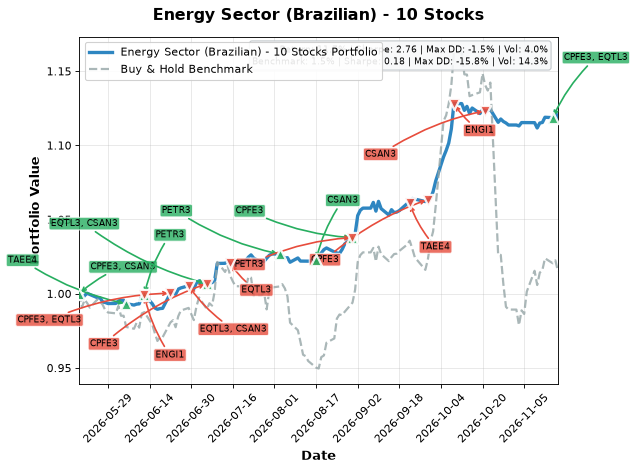 Energy Sector (Brazilian) - 10 Stocks
Energy Sector (Brazilian) - 10 Stocks Portfolio
Buy & Hold Benchmark
2.76 | Max DD: -1.5% | Vol: 4.0%
Benchmark: 1.5% | Sharpe: 0.18 | Max DD: -15.8% | Vol: 14.3%
CPFE3, EQTL3
1.15
ENGI1
1.10
CSAN3
Portfolio Value
CSAN3
PETR3
CPFE3
1.05
EQTL3, CSAN3
PETR3
TAEE4
TAEE4
CPFE3
CPFE3, CSAN3
PETR3
1.00
EQTL3
CPFE3, EQTL3
EQTL3, CSAN3
CPFE3
ENGI1
0.95
2026-05-29
2026-06-14
2026-06-30
2026-07-16
2026-08-01
2026-08-17
2026-09-02
2026-09-18
2026-10-04
2026-10-20
2026-11-05
Date